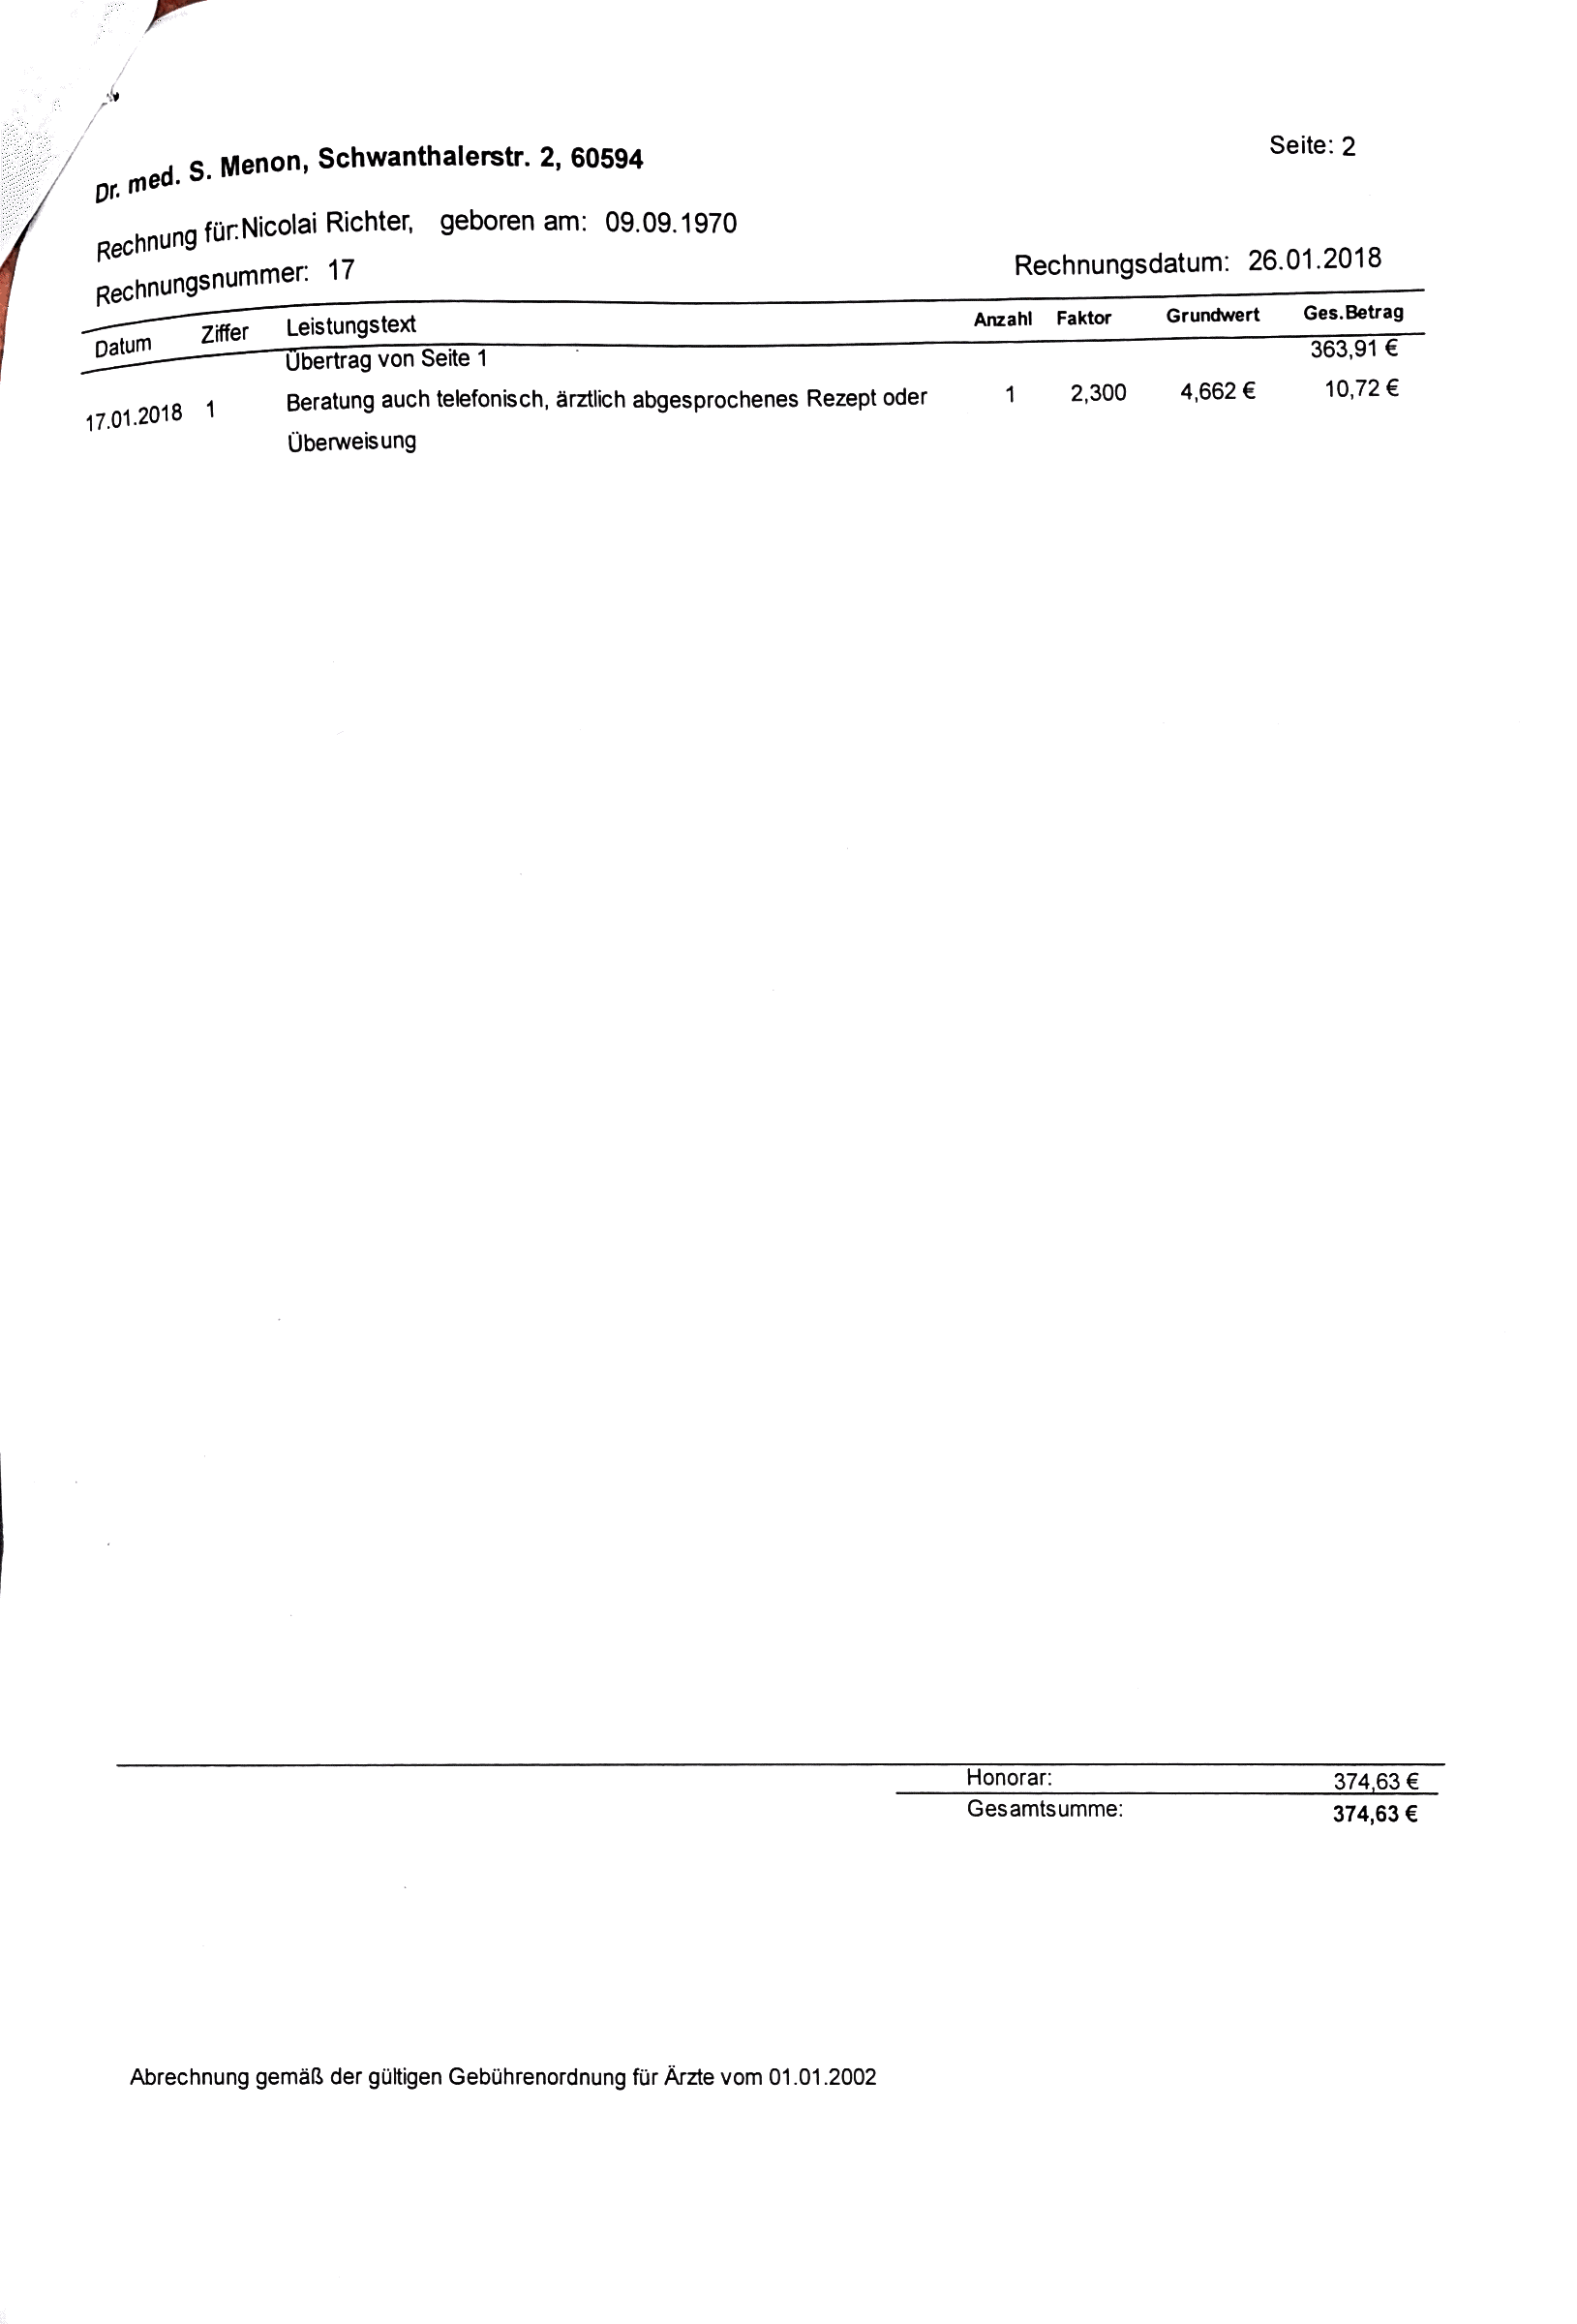 Dr. med. S. Menon, Schwanthalerstr. 2, 60594
Seite: 2
Rechnung für: Nicolai Richter, geboren am: 09.09.1970
Rechnungsnummer: 17
Rechnungsdatum: 26.01.2018
Datum Ziffer Leistungstext Anzahl Faktor Grundwert Ges.Betrag
Übertrag von Seite 1 363,91 €
17.01.2018 1 Beratung auch telefonisch, ärztlich abgesprochenes Rezept oder 1 2,300 4,662 € 10,72 €
Überweisung
Honorar: 374,63 €
Gesamtsumme: 374,63 €
Abrechnung gemäß der gültigen Gebührenordnung für Ärzte vom 01.01.2002